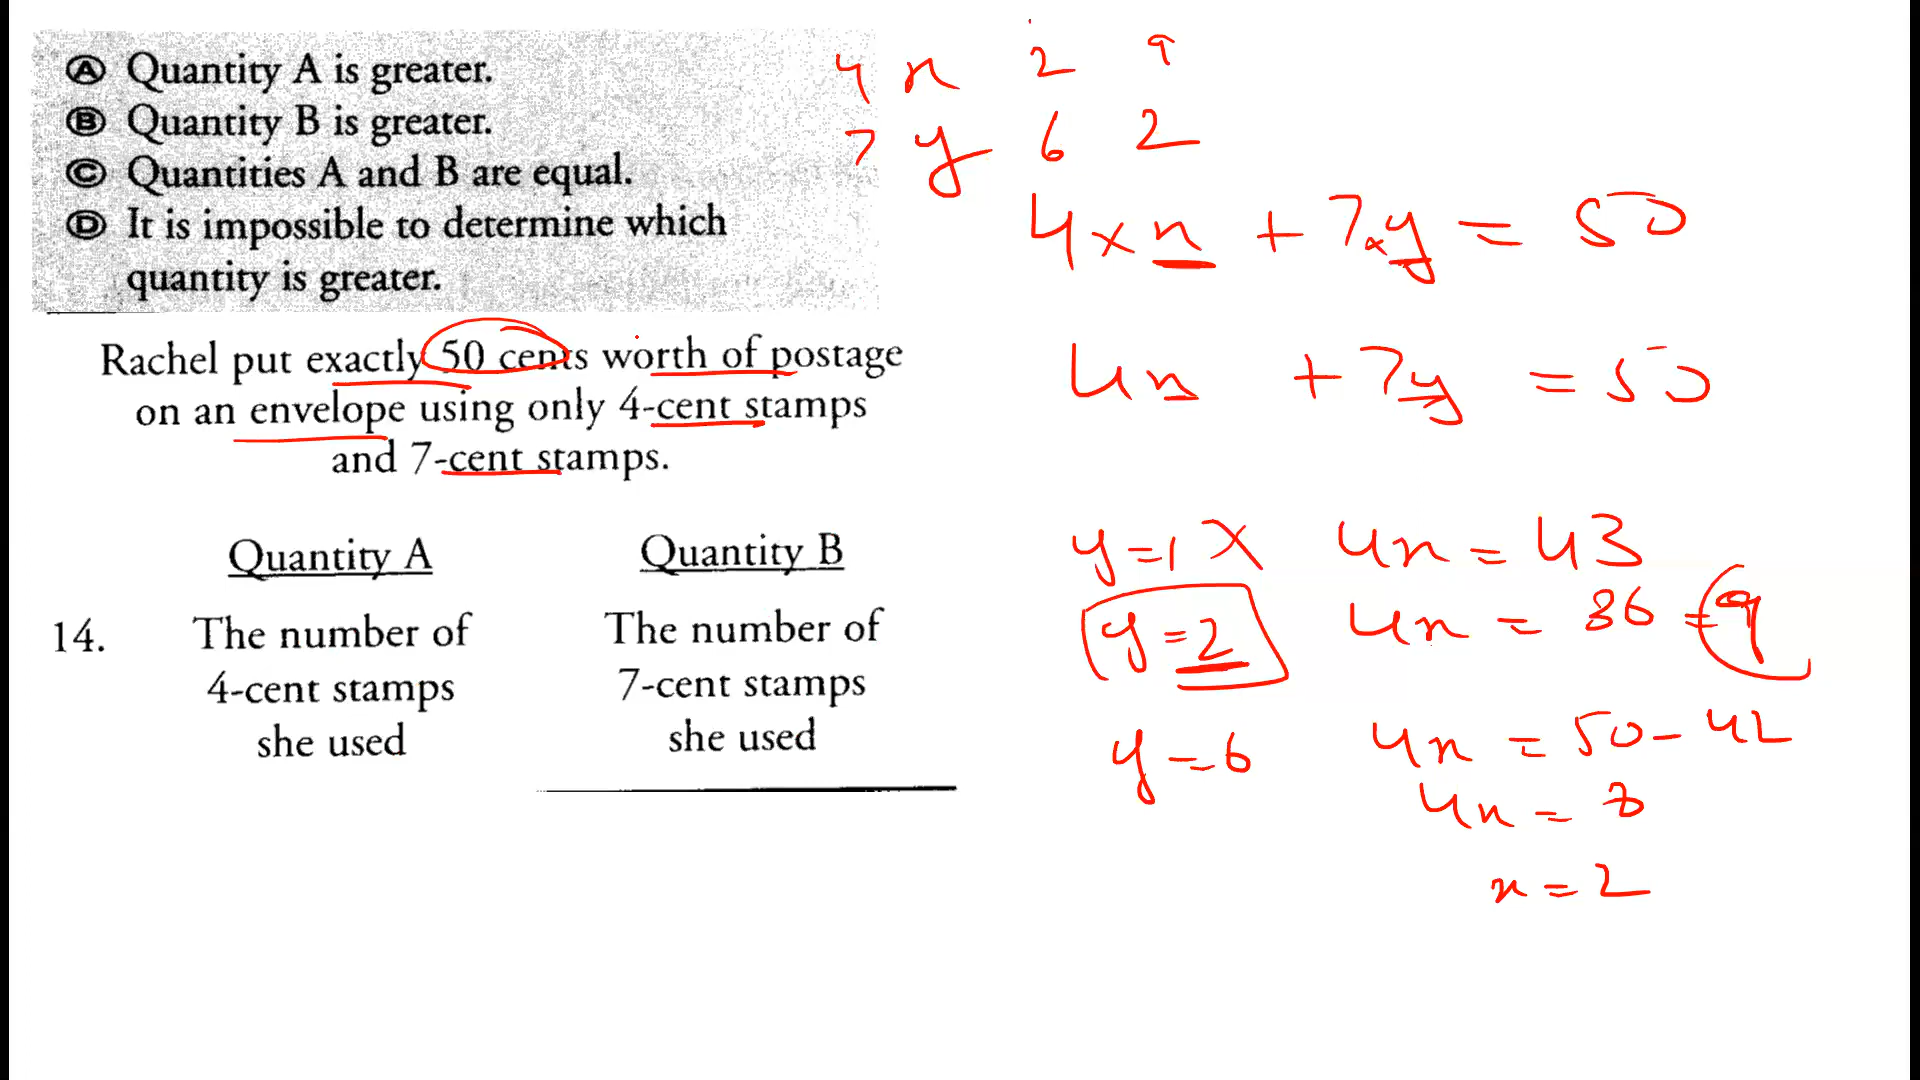 Ⓐ Quantity A is greater.
Ⓑ Quantity B is greater.
Ⓒ Quantities A and B are equal.
Ⓓ It is impossible to determine which
quantity is greater.
Rachel put exactly 50 cents worth of postage
on an envelope using only 4-cent stamps
and 7-cent stamps.
Quantity A Quantity B
14. The number of The number of
4-cent stamps 7-cent stamps
she used she used
4 x 2 9
7 y 6 2
4 × x + 7 × y = 50
4x + 7y = 50
y = 1 X 4x = 43
y = 2 4x = 36 = 9
y = 6 4x = 50 - 42
4x = 8
x = 2